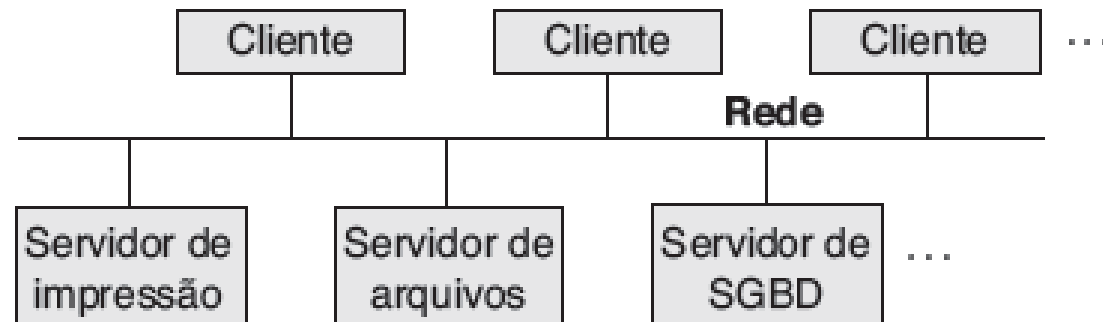 Cliente
Cliente
Cliente
...
Rede
Servidor de
impressão
Servidor de
arquivos
Servidor de
SGBD
...